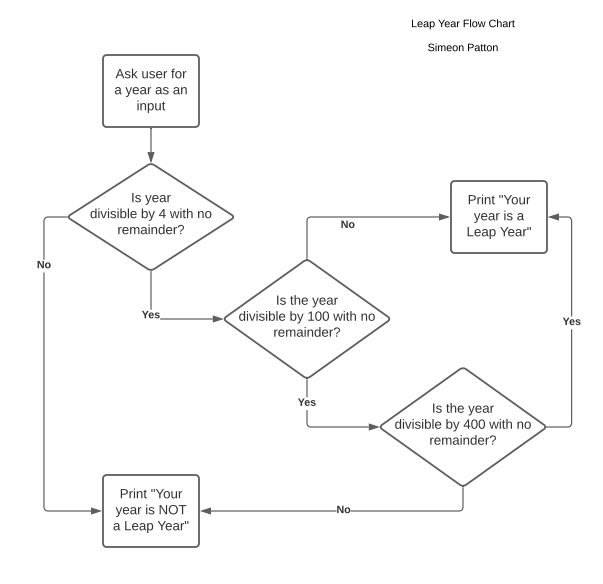 Leap Year Flow Chart
Simeon Patton
Ask user for
a year as an
input
Is year
divisible by 4 with no
remainder?
No
Yes
Is the year
divisible by 100 with no
remainder?
No
Print "Your
year is a
Leap Year"
Yes
Yes
Is the year
divisible by 400 with no
remainder?
No
Print "Your
year is NOT
a Leap Year"